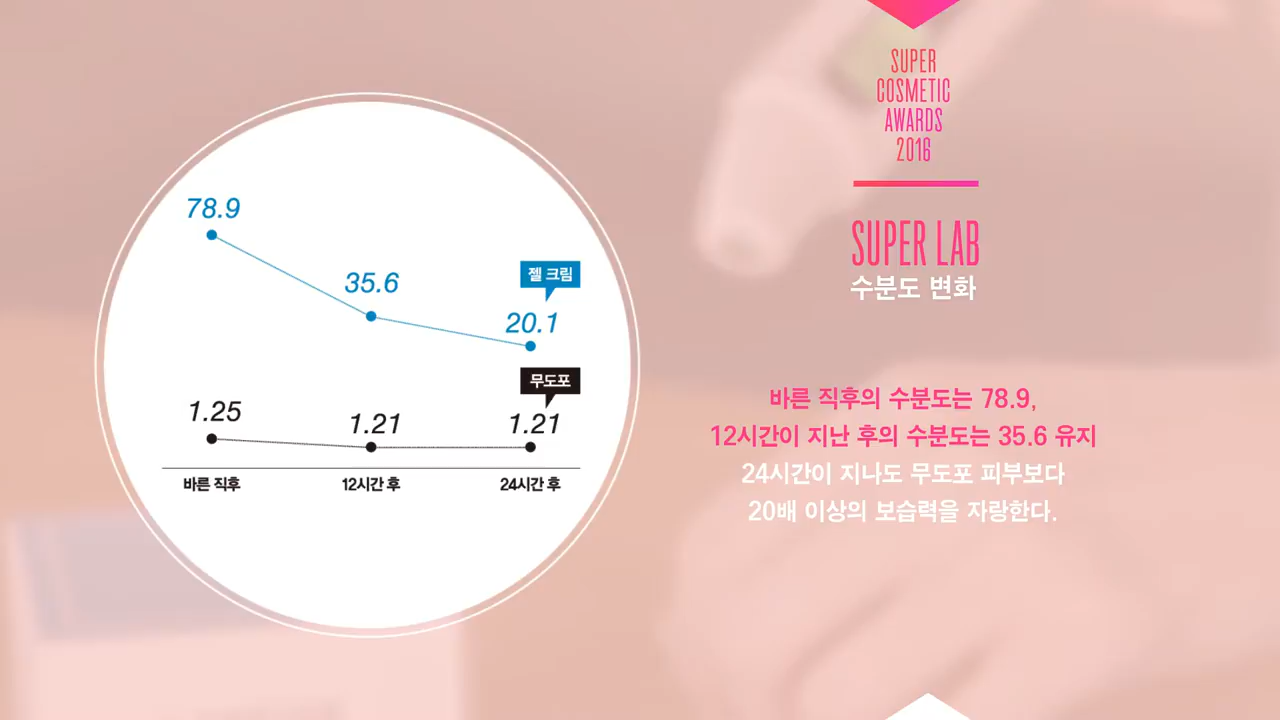 78.9
35.6
젤 크림
20.1
무도포
1.25
1.21
1.21
바른 직후
12시간 후
24시간 후
SUPER
COSMETIC
AWARDS
2016
SUPER LAB
수분도 변화
바른 직후의 수분도는 78.9,
12시간이 지난 후의 수분도는 35.6 유지
24시간이 지나도 무도포 피부보다
20배 이상의 보습력을 자랑한다.